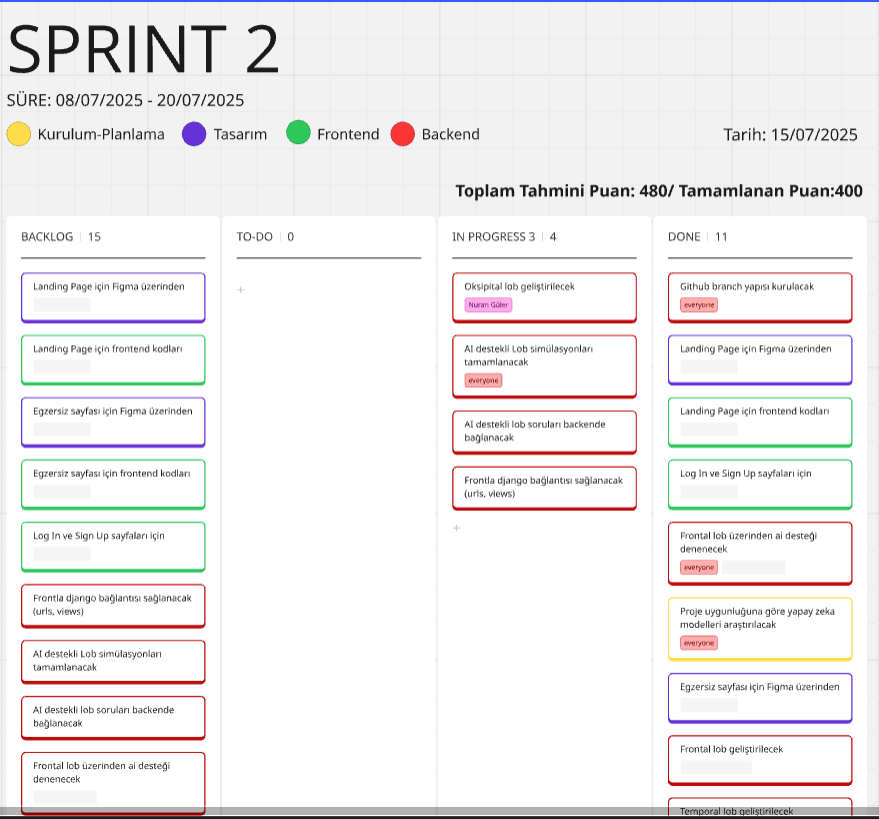 SPRINT 2
SÜRE: 08/07/2025 - 20/07/2025
Kurulum-Planlama
Tasarım
Frontend
Backend
Tarih: 15/07/2025
Toplam Tahmini Puan: 480/ Tamamlanan Puan:400
BACKLOG 15
Landing Page için Figma üzerinden
Landing Page için frontend kodları
Egzersiz sayfası için Figma üzerinden
Egzersiz sayfası için frontend kodları
Log In ve Sign Up sayfaları için
Frontla django bağlantısı sağlanacak
(urls, views)
AI destekli Lob simülasyonları
tamamlanacak
AI destekli lob soruları backende
bağlanacak
Frontal lob üzerinden ai desteği
denenecek
TO-DO 0
+
IN PROGRESS 3 4
Oksipital lob geliştirilecek
Nuran Güler
AI destekli Lob simülasyonları
tamamlanacak
everyone
AI destekli lob soruları backende
bağlanacak
Frontla django bağlantısı sağlanacak
(urls, views)
+
DONE 11
Github branch yapısı kurulacak
everyone
Landing Page için Figma üzerinden
Landing Page için frontend kodları
Log In ve Sign Up sayfaları için
Frontal lob üzerinden ai desteği
denenecek
everyone
Proje uygunluğuna göre yapay zeka
modelleri araştırılacak
everyone
Egzersiz sayfası için Figma üzerinden
Frontal lob geliştirilecek
Temporal lob geliştirilecek